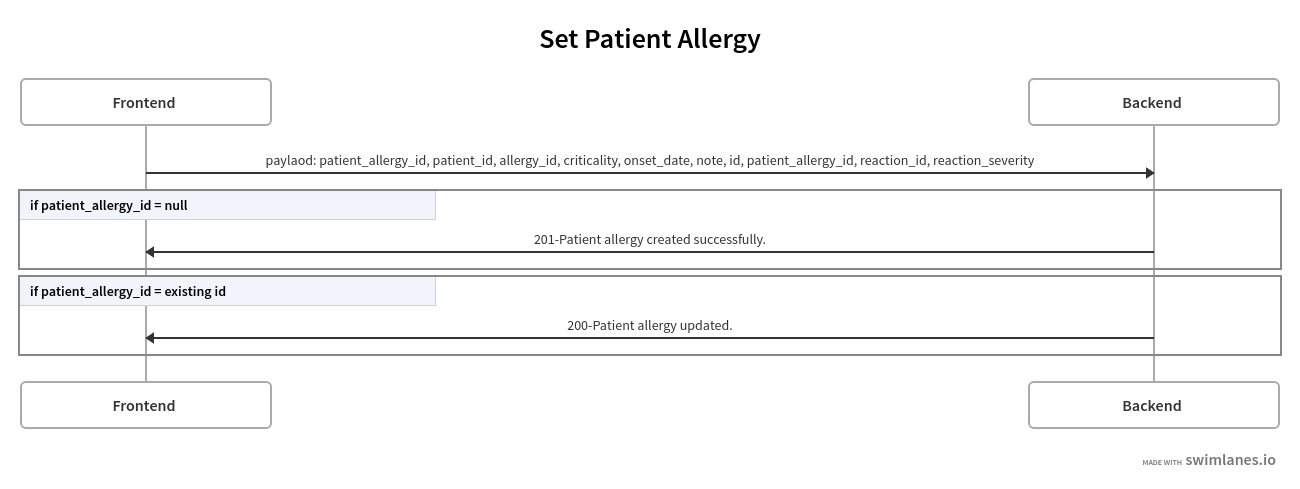 Set Patient Allergy
Frontend
Backend
paylaod: patient_allergy_id, patient_id, allergy_id, criticality, onset_date, note, id, patient_allergy_id, reaction_id, reaction_severity
if patient_allergy_id = null
201-Patient allergy created successfully.
if patient_allergy_id = existing id
200-Patient allergy updated.
Frontend
Backend
MADE WITH swimlanes.io